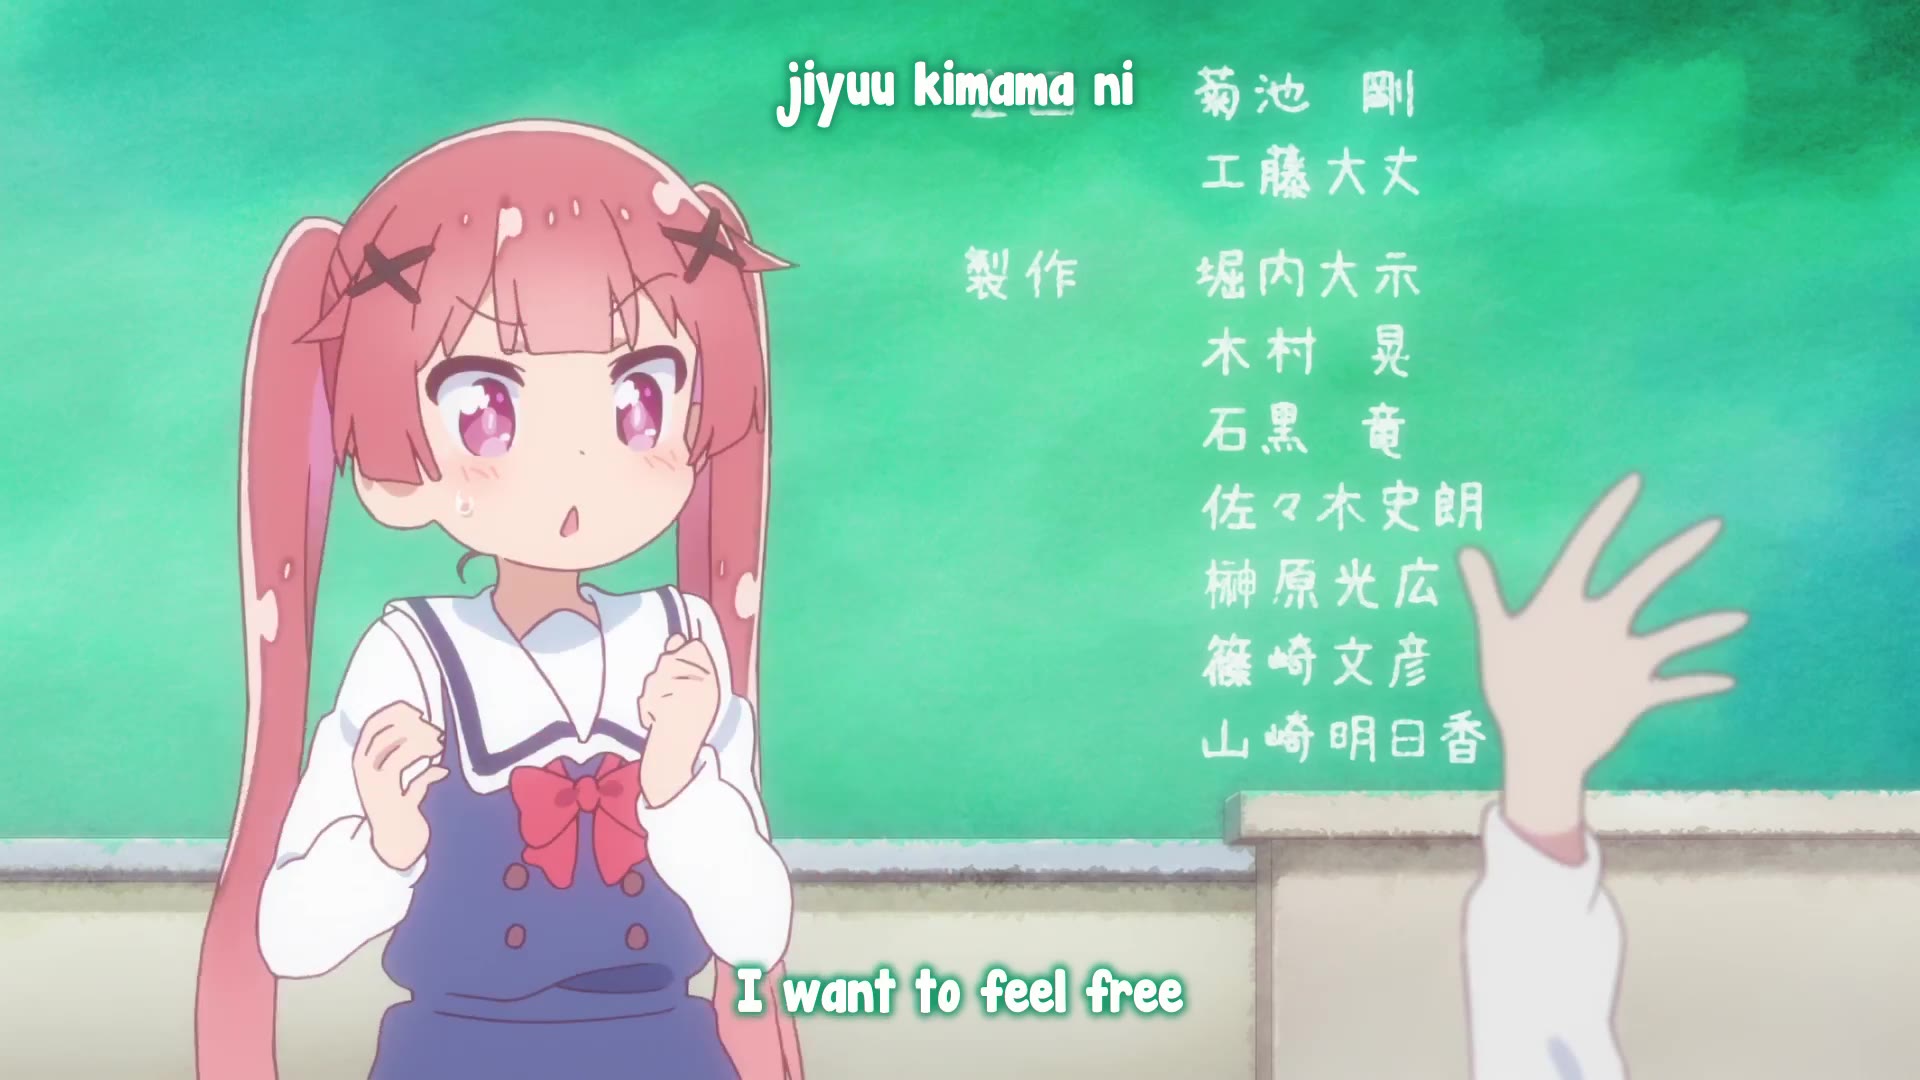 jiyuu kimama ni
菊池 剛
工藤大丈
製作 堀内大示
木村 晃
石黒 竜
佐々木史朗
榊原光広
篠崎文彦
山崎明日香
I want to feel free